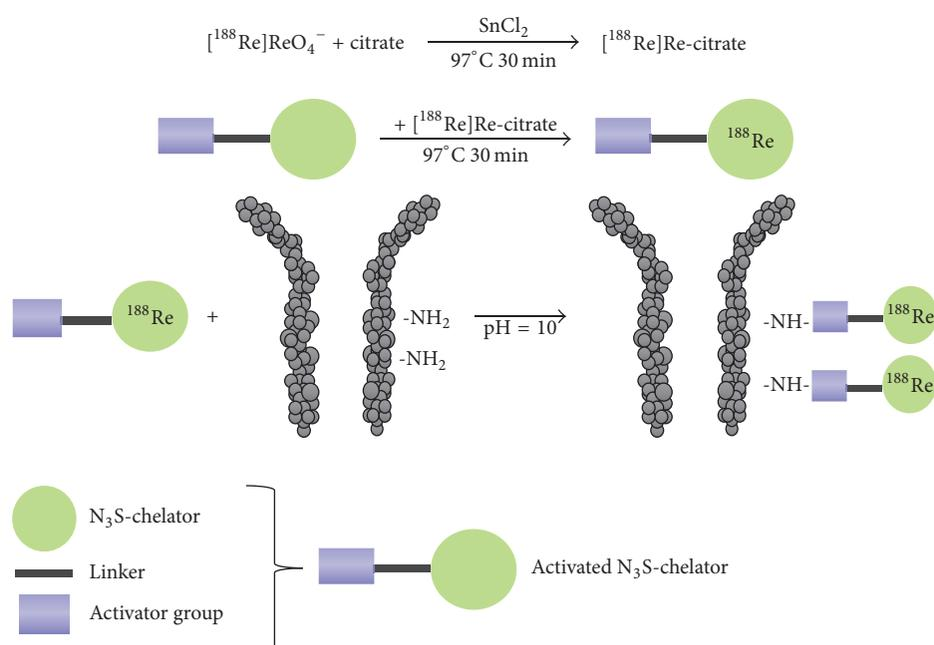 [¹⁸⁸Re]ReO₄⁻ + citrate
SnCl₂
97°C 30 min
[¹⁸⁸Re]Re-citrate
+ [¹⁸⁸Re]Re-citrate
97°C 30 min
¹⁸⁸Re
¹⁸⁸Re
+
-NH₂
-NH₂
pH = 10
-NH-
¹⁸⁸Re
-NH-
¹⁸⁸Re
N₃S-chelator
Linker
Activator group
Activated N₃S-chelator